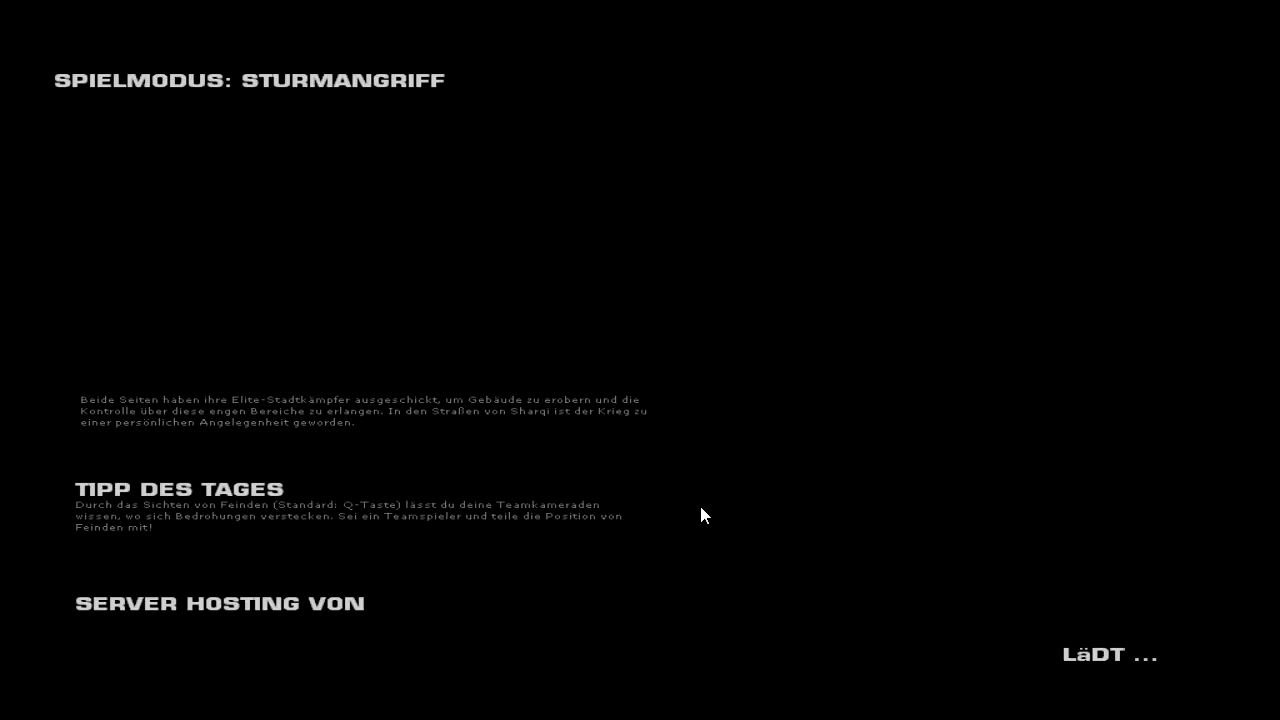 SPIELMODUS: STURMANGRIFF
Beide Seiten haben ihre Elite-Stadtkämpfer ausgeschickt, um Gebäude zu erobern und die
Kontrolle über diese engen Bereiche zu erlangen. In den Straßen von Sharqi ist der Krieg zu
einer persönlichen Angelegenheit geworden.
TIPP DES TAGES
Durch das Sichten von Feinden (Standard: Q-Taste) lässt du deine Teamkameraden
wissen, wo sich Bedrohungen verstecken. Sei ein Teamspieler und teile die Position von
Feinden mit!
SERVER HOSTING VON
LäDT ...